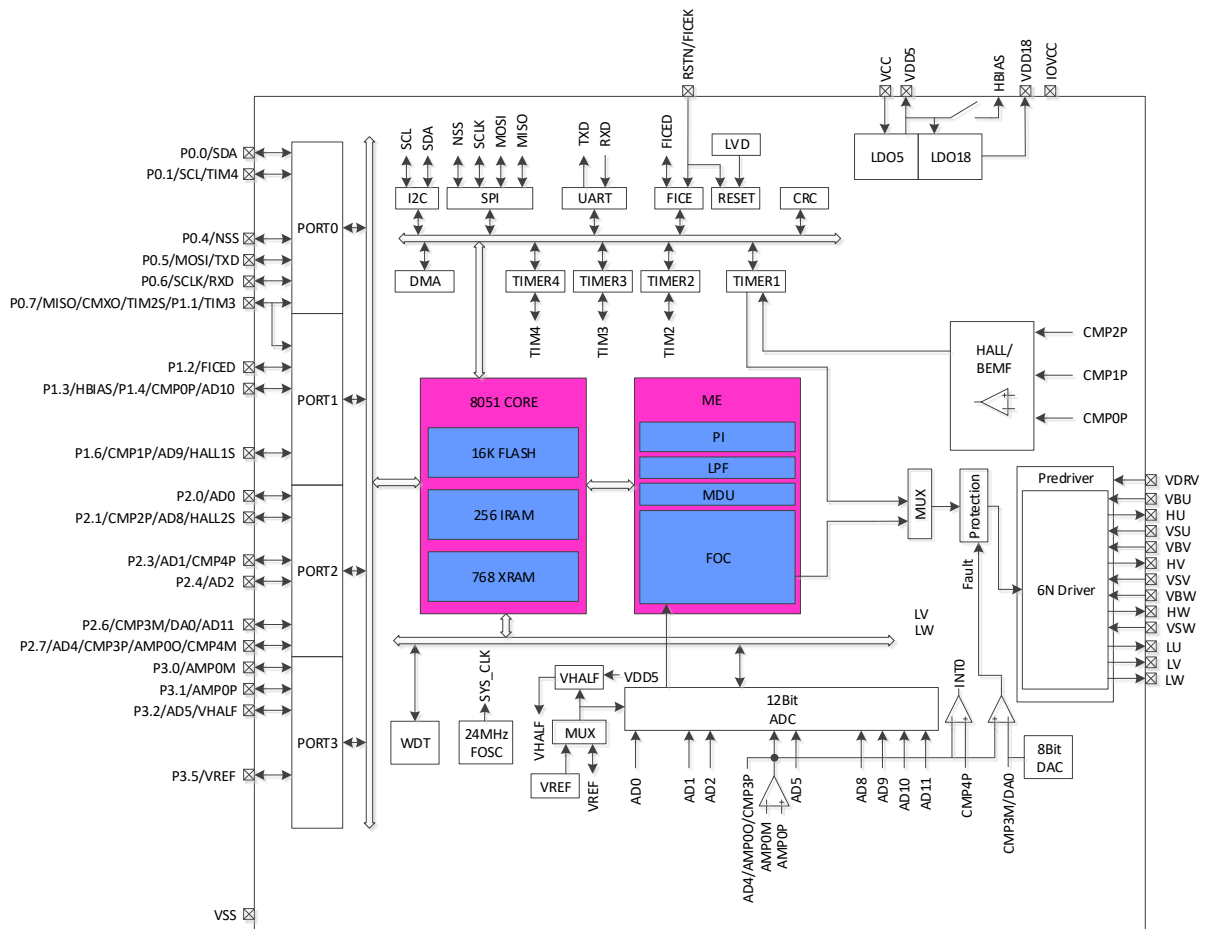 RSTN/FICEK
VCC
VDD5
HBIAS
VDD18
IOVCC
P0.0/SDA
P0.1/SCL/TIM4
P0.4/NSS
P0.5/MOSI/TXD
P0.6/SCLK/RXD
P0.7/MISO/CMXO/TIM2S/P1.1/TIM3
P1.2/FICED
P1.3/HBIAS/P1.4/CMP0P/AD10
P1.6/CMP1P/AD9/HALL1S
P2.0/AD0
P2.1/CMP2P/AD8/HALL2S
P2.3/AD1/CMP4P
P2.4/AD2
P2.6/CMP3M/DA0/AD11
P2.7/AD4/CMP3P/AMP0O/CMP4M
P3.0/AMP0M
P3.1/AMP0P
P3.2/AD5/VHALF
P3.5/VREF
VSS
PORT0
PORT1
PORT2
PORT3
SCL
SDA
NSS
SCLK
MOSI
MISO
TXD
RXD
FICED
LVD
I2C
SPI
UART
FICE
RESET
CRC
LDO5
LDO18
DMA
TIMER4
TIMER3
TIMER2
TIMER1
TIM4
TIM3
TIM2
HALL/
BEMF
CMP2P
CMP1P
CMP0P
8051 CORE
16K FLASH
256 IRAM
768 XRAM
ME
PI
LPF
MDU
FOC
MUX
Protection
Fault
Predriver
6N Driver
VDRV
VBU
HU
VSU
VBV
HV
VSV
VBW
HW
VSW
LU
LV
LW
LV
LW
WDT
SYS_CLK
24MHz
FOSC
VHALF
VDD5
VHALF
MUX
VREF
VREF
12Bit
ADC
INT0
8Bit
DAC
AD0
AD1
AD2
AD4/AMP0O/CMP3P
AMP0M
AMP0P
AD5
AD8
AD9
AD10
AD11
CMP4P
CMP3M/DA0